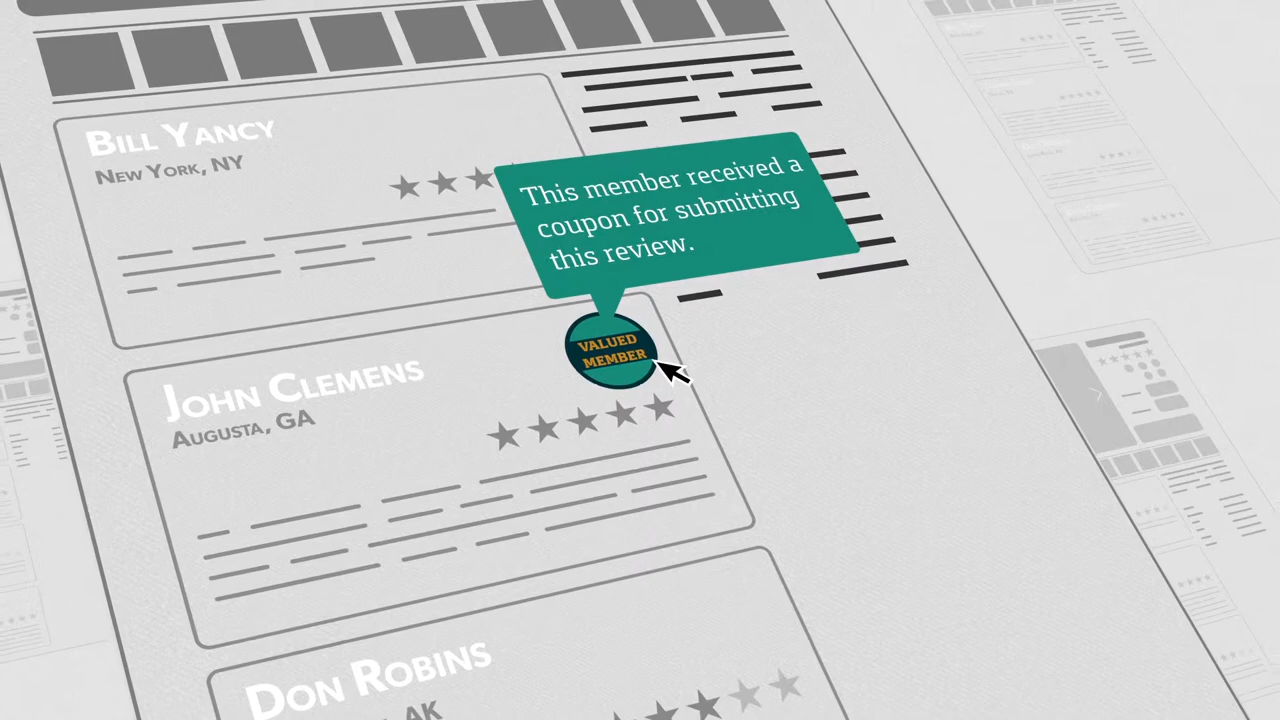 Bill Yancy
New York, NY
This member received a
coupon for submitting
this review.
VALUED
MEMBER
John Clemens
Augusta, GA
Don Robins
AK